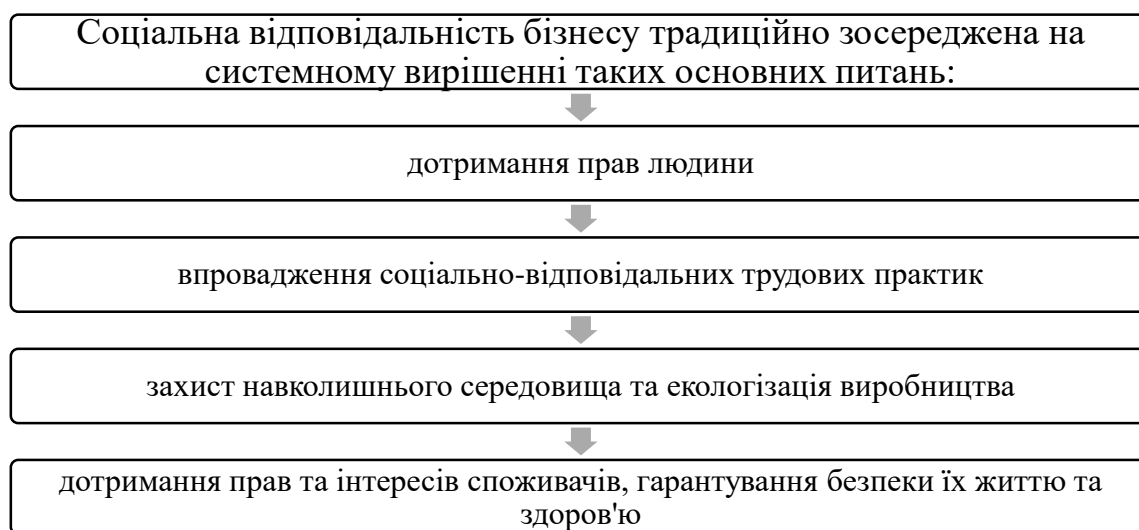 Соціальна відповідальність бізнесу традиційно зосереджена на
системному вирішенні таких основних питань:
дотримання прав людини
впровадження соціально-відповідальних трудових практик
захист навколишнього середовища та екологізація виробництва
дотримання прав та інтересів споживачів, гарантування безпеки їх життю та
здоров'ю